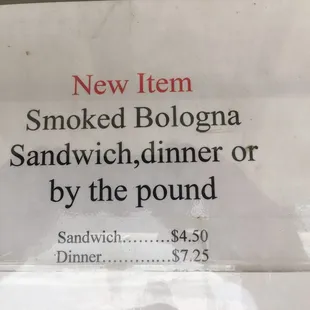 New Item
Smoked Bologna
Sandwich,dinner or
by the pound
Sandwich.........$4.50
Dinner............$7.25